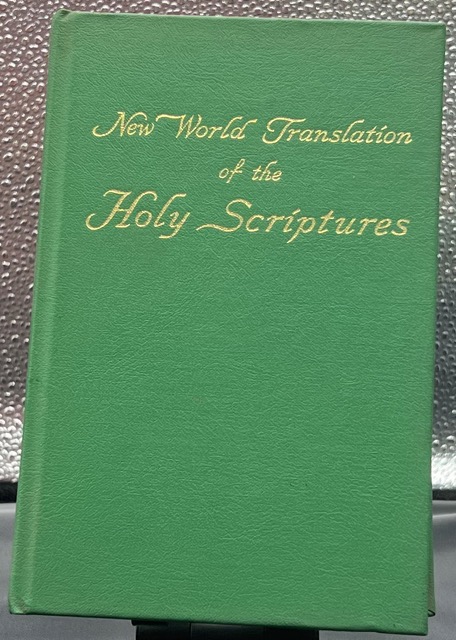 New World Translation
of the
Holy Scriptures